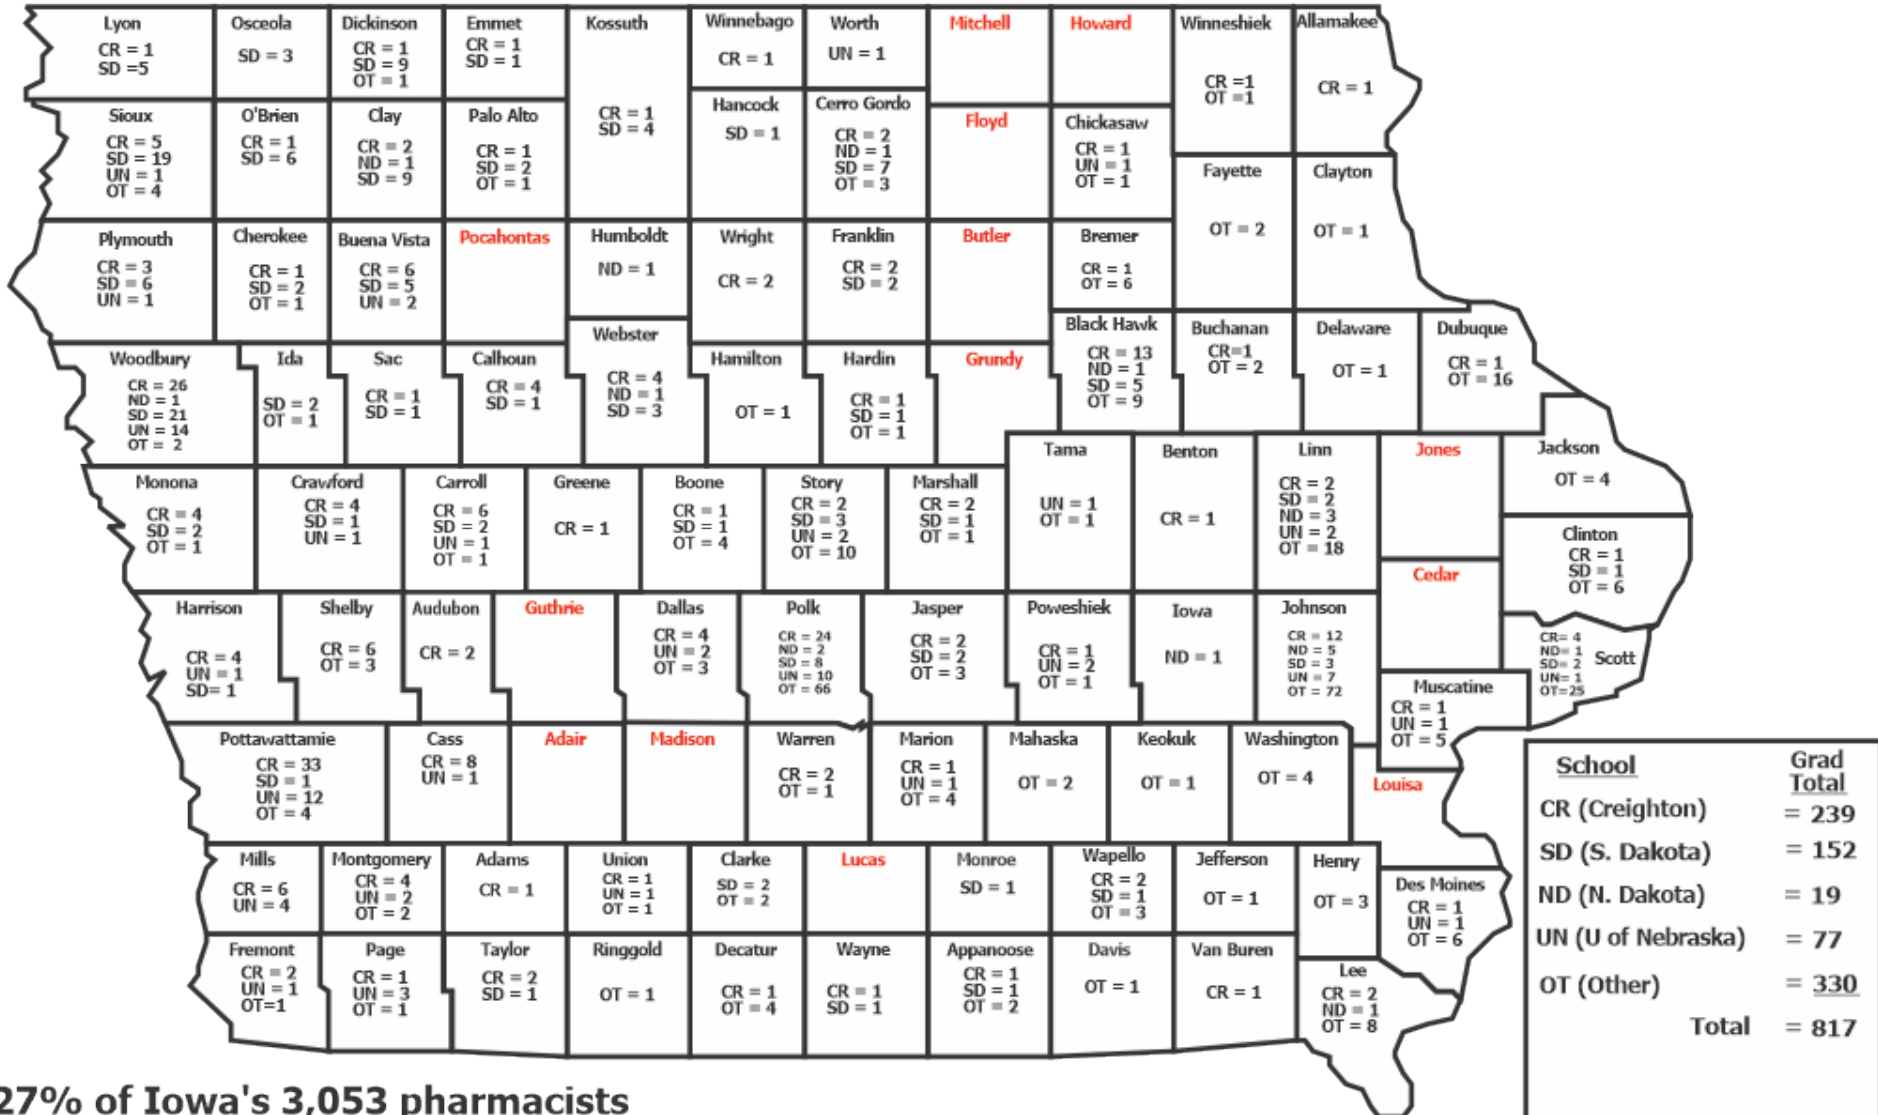 Lyon
CR = 1
SD =5
Osceola
SD = 3
Dickinson
CR = 1
SD = 9
OT = 1
Emmet
CR = 1
SD = 1
Kossuth
CR = 1
SD = 4
Winnebago
CR = 1
Worth
UN = 1
Mitchell
Howard
Winneshiek
CR =1
OT =1
Allamakee
CR = 1
Sioux
CR = 5
SD = 19
UN = 1
OT = 4
O'Brien
CR = 1
SD = 6
Clay
CR = 2
ND = 1
SD = 9
Palo Alto
CR = 1
SD = 2
OT = 1
Hancock
SD = 1
Cerro Gordo
CR = 2
ND = 1
SD = 7
OT = 3
Floyd
Chickasaw
CR = 1
UN = 1
OT = 1
Fayette
OT = 2
Clayton
OT = 1
Plymouth
CR = 3
SD = 6
UN = 1
Cherokee
CR = 1
SD = 2
OT = 1
Buena Vista
CR = 6
SD = 5
UN = 2
Pocahontas
Humboldt
ND = 1
Wright
CR = 2
Franklin
CR = 2
SD = 2
Butler
Bremer
CR = 1
OT = 6
Woodbury
CR = 26
ND = 1
SD = 21
UN = 14
OT = 2
Ida
SD = 2
OT = 1
Sac
CR = 1
SD = 1
Calhoun
CR = 4
SD = 1
Webster
CR = 4
ND = 1
SD = 3
Hamilton
OT = 1
Hardin
CR = 1
SD = 1
OT = 1
Grundy
Black Hawk
CR = 13
ND = 1
SD = 5
OT = 9
Buchanan
CR=1
OT = 2
Delaware
OT = 1
Dubuque
CR = 1
OT = 16
Monona
CR = 4
SD = 2
OT = 1
Crawford
CR = 4
SD = 1
UN = 1
Carroll
CR = 6
SD = 2
UN = 1
OT = 1
Greene
CR = 1
Boone
CR = 1
SD = 1
OT = 4
Story
CR = 2
SD = 3
UN = 2
OT = 10
Marshall
CR = 2
SD = 1
OT = 1
Tama
UN = 1
OT = 1
Benton
CR = 1
Linn
CR = 2
SD = 2
ND = 3
UN = 2
OT = 18
Jones
Jackson
OT = 4
Clinton
CR = 1
SD = 1
OT = 6
Cedar
Harrison
CR = 4
UN = 1
SD= 1
Shelby
CR = 6
OT = 3
Audubon
CR = 2
Guthrie
Dallas
CR = 4
UN = 2
OT = 3
Polk
CR = 24
ND = 2
SD = 8
UN = 10
OT = 66
Jasper
CR = 2
SD = 2
OT = 3
Poweshiek
CR = 1
UN = 2
OT = 1
Iowa
ND = 1
Johnson
CR = 12
ND = 5
SD = 3
UN = 7
OT = 72
Scott
CR= 4
ND= 1
SD= 2
UN= 1
OT=25
Muscatine
CR = 1
UN = 1
OT = 5
Pottawattamie
CR = 33
SD = 1
UN = 12
OT = 4
Cass
CR = 8
UN = 1
Adair
Madison
Warren
CR = 2
OT = 1
Marion
CR = 1
UN = 1
OT = 4
Mahaska
OT = 2
Keokuk
OT = 1
Washington
OT = 4
Louisa
Mills
CR = 6
UN = 4
Montgomery
CR = 4
UN = 2
OT = 2
Adams
CR = 1
Union
CR = 1
UN = 1
OT = 1
Clarke
SD = 2
OT = 2
Lucas
Monroe
SD = 1
Wapello
CR = 2
SD = 1
OT = 3
Jefferson
OT = 1
Henry
OT = 3
Des Moines
CR = 1
UN = 1
OT = 6
Fremont
CR = 2
UN = 1
OT=1
Page
CR = 1
UN = 3
OT = 1
Taylor
CR = 2
SD = 1
Ringgold
OT = 1
Decatur
CR = 1
OT = 4
Wayne
CR = 1
SD = 1
Appanoose
CR = 1
SD = 1
OT = 2
Davis
OT = 1
Van Buren
CR = 1
Lee
CR = 2
ND = 1
OT = 8
School Grad Total
CR (Creighton) = 239
SD (S. Dakota) = 152
ND (N. Dakota) = 19
UN (U of Nebraska) = 77
OT (Other) = 330
Total = 817
27% of Iowa's 3,053 pharmacists